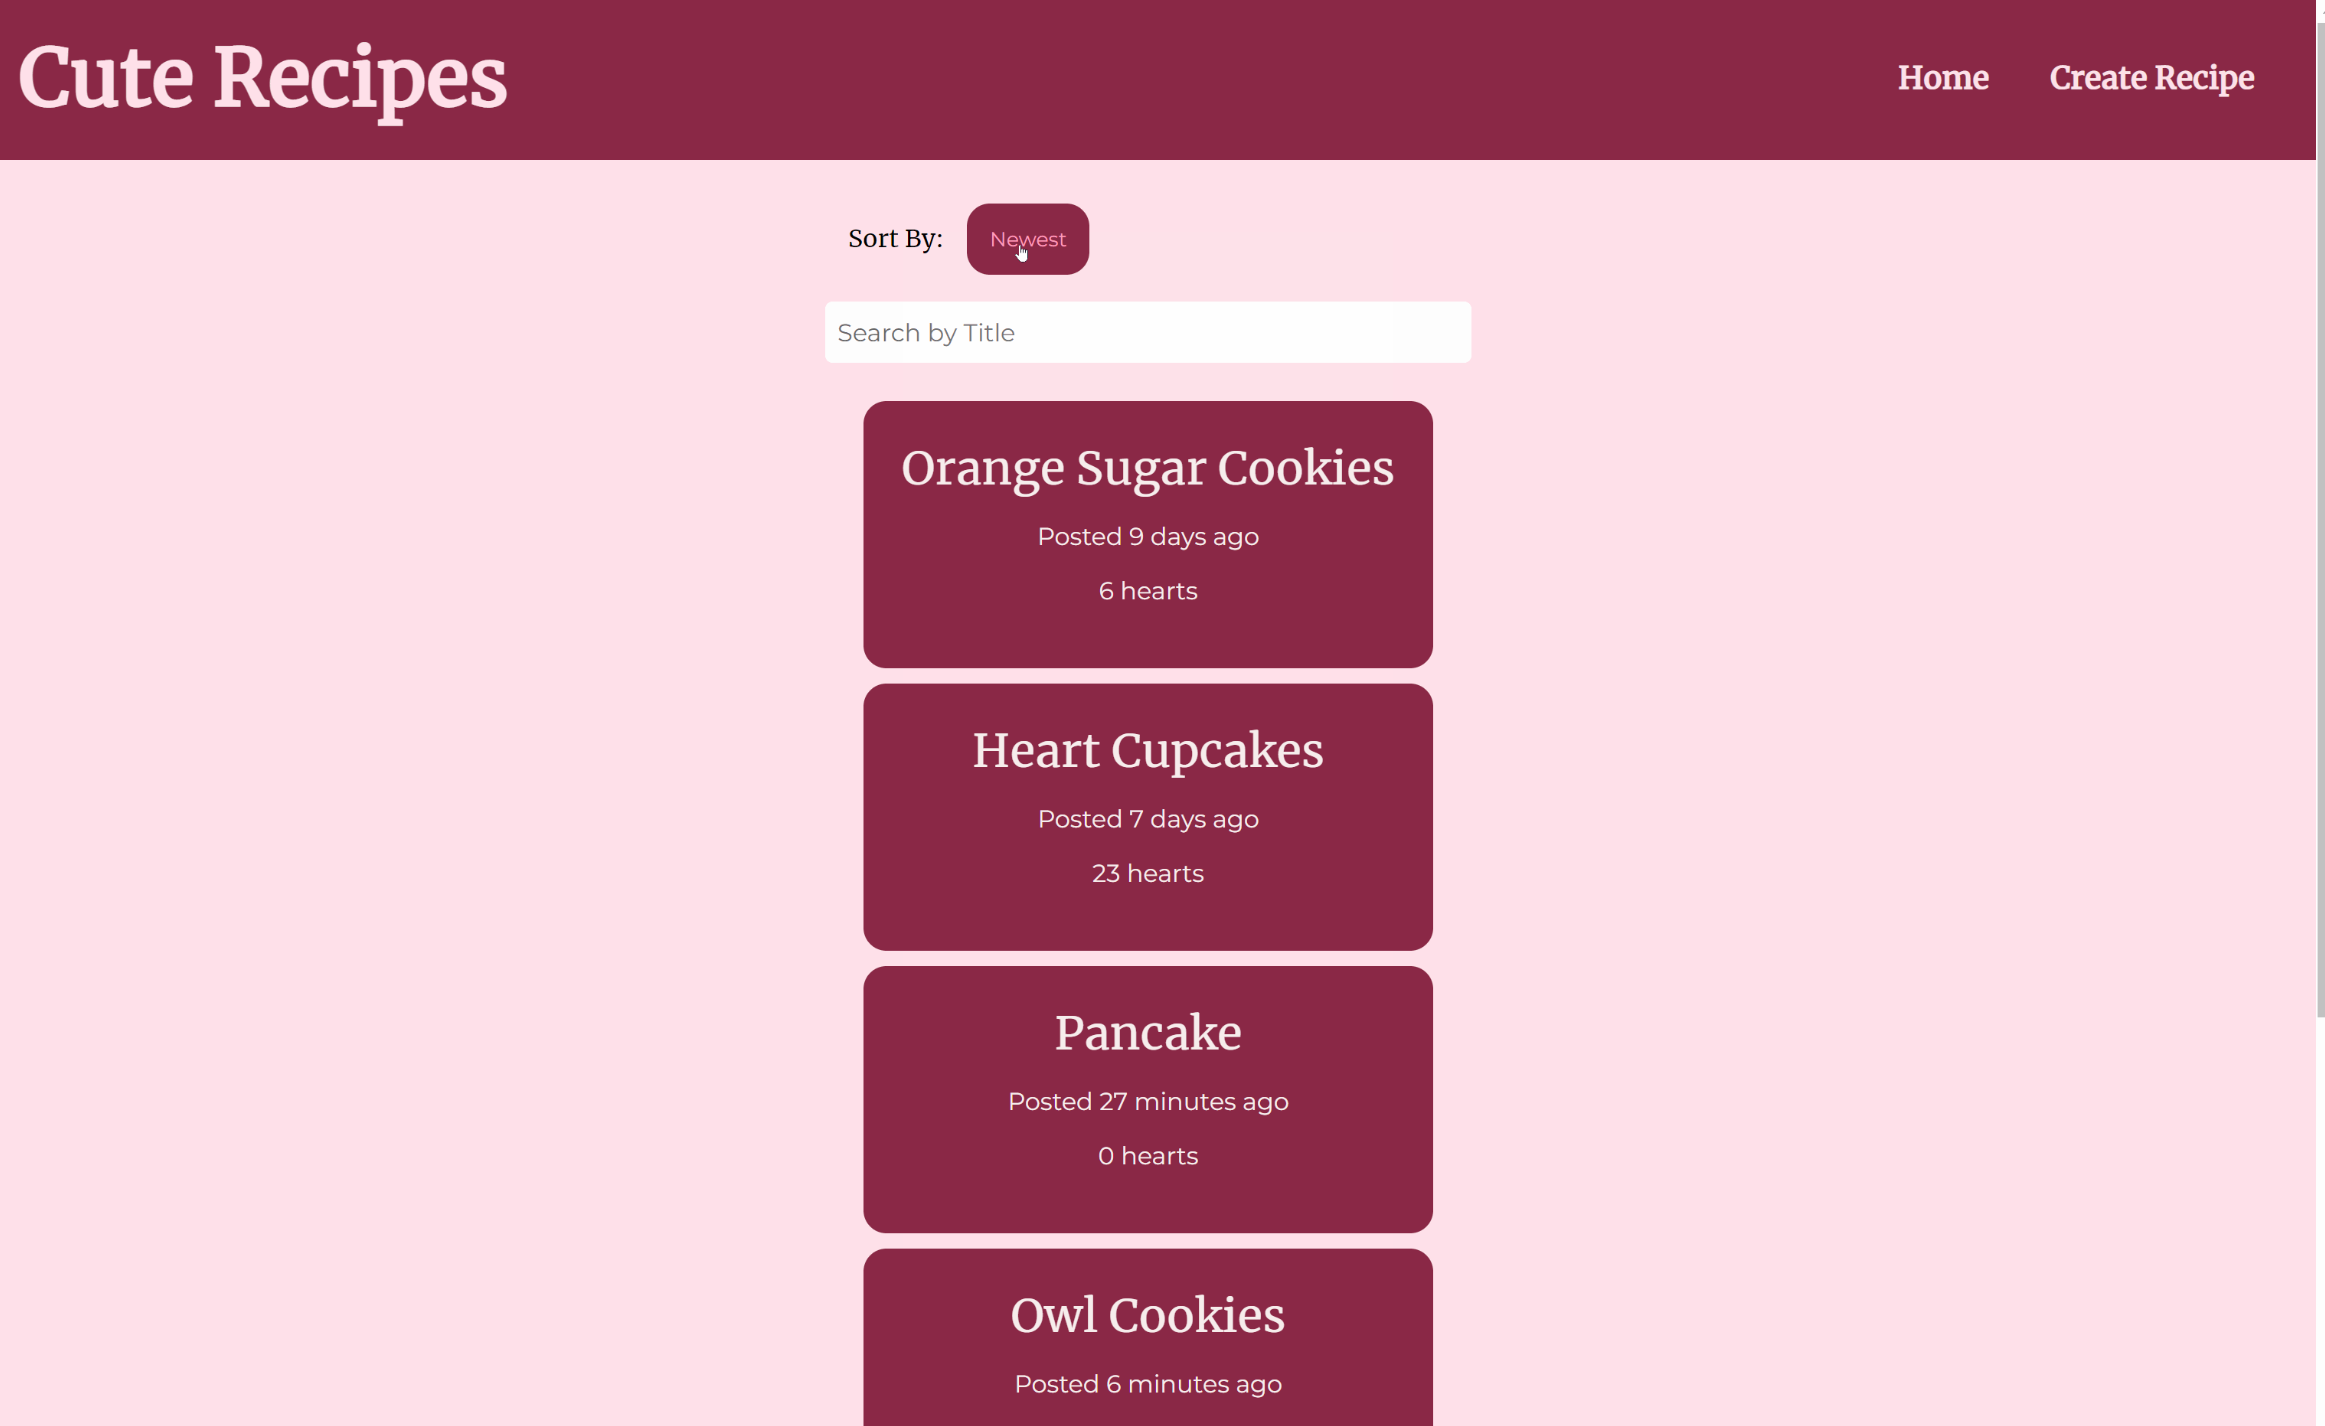 Cute Recipes
Home
Create Recipe
Sort By:
Newest
Search by Title
Orange Sugar Cookies
Posted 9 days ago
6 hearts
Heart Cupcakes
Posted 7 days ago
23 hearts
Pancake
Posted 27 minutes ago
0 hearts
Owl Cookies
Posted 6 minutes ago